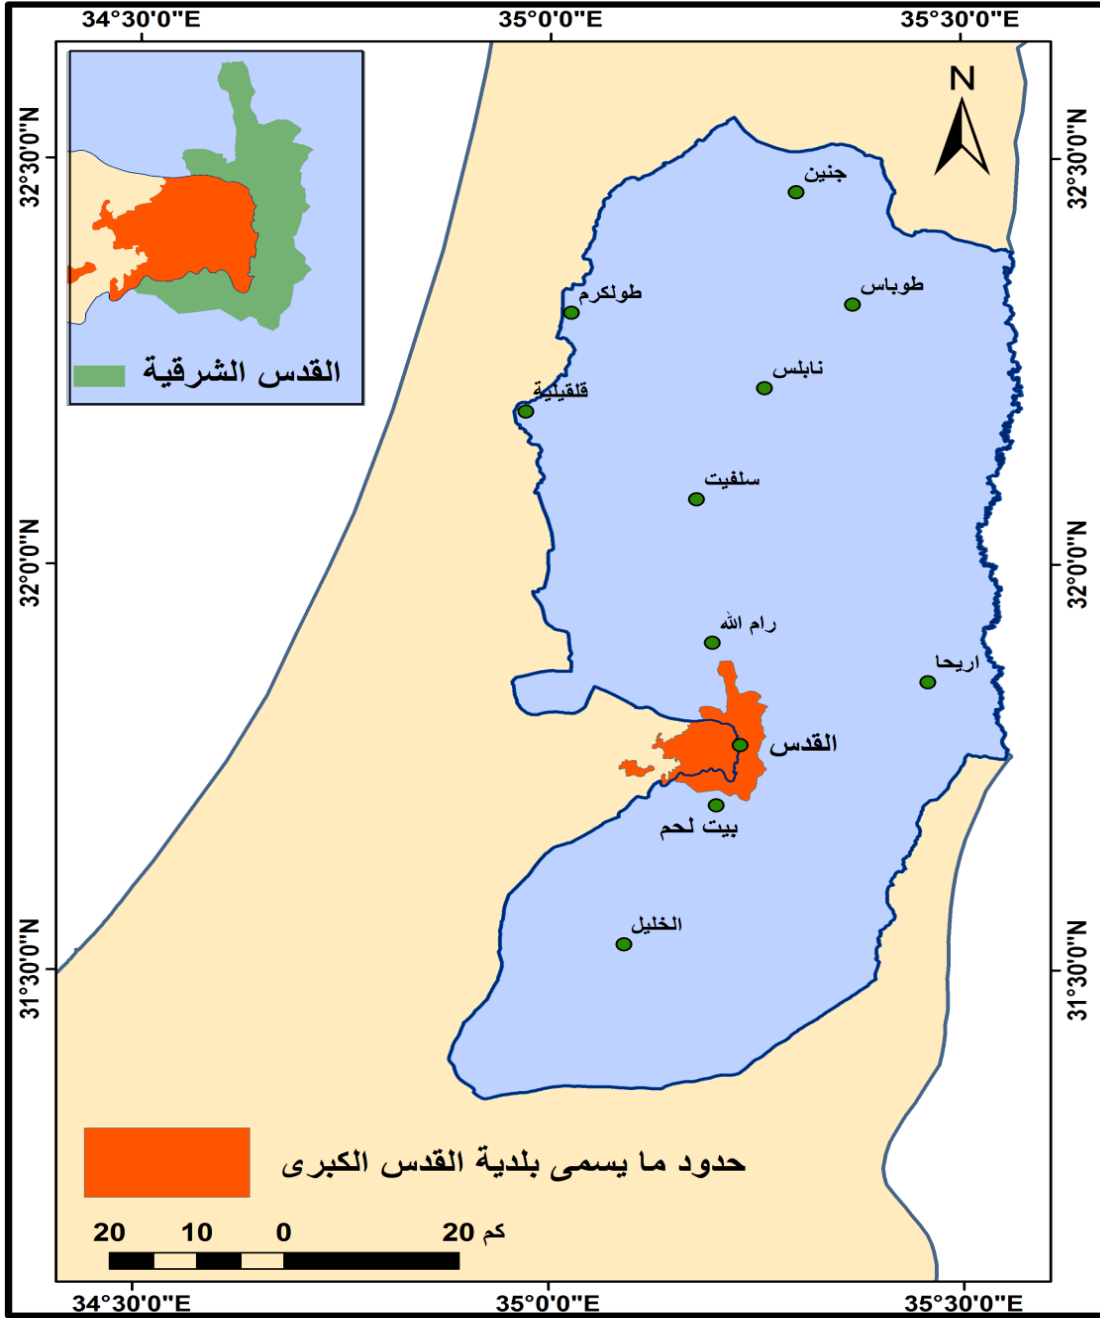 34°30'0"E
35°0'0"E
35°30'0"E
32°30'0"N
32°30'0"N
N
القدس الشرقية
جنين
طوباس
طولكرم
نابلس
قلقيلية
سلفيت
32°0'0"N
32°0'0"N
رام الله
اريحا
القدس
بيت لحم
الخليل
31°30'0"N
31°30'0"N
حدود ما يسمى بلدية القدس الكبرى
20 10 0 20 كم
34°30'0"E
35°0'0"E
35°30'0"E